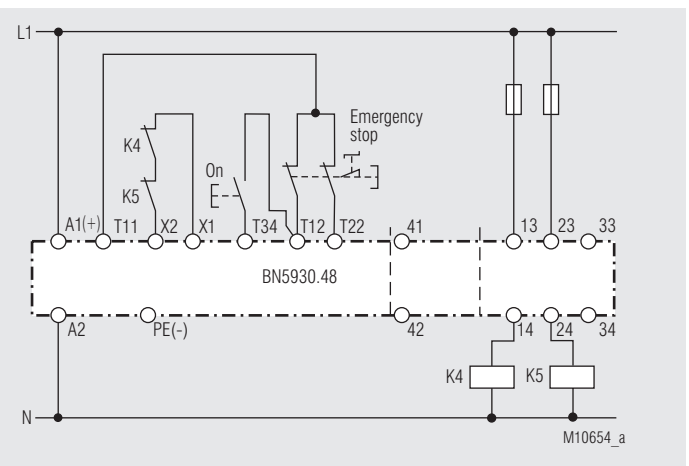 L1
Emergency
stop
K4
On
K5
A1(+) T11 X2 X1 T34 T12 T22 41 13 23 33
BN5930.48
A2 PE(-) 42 14 24 34
K4 K5
N
M10654_a